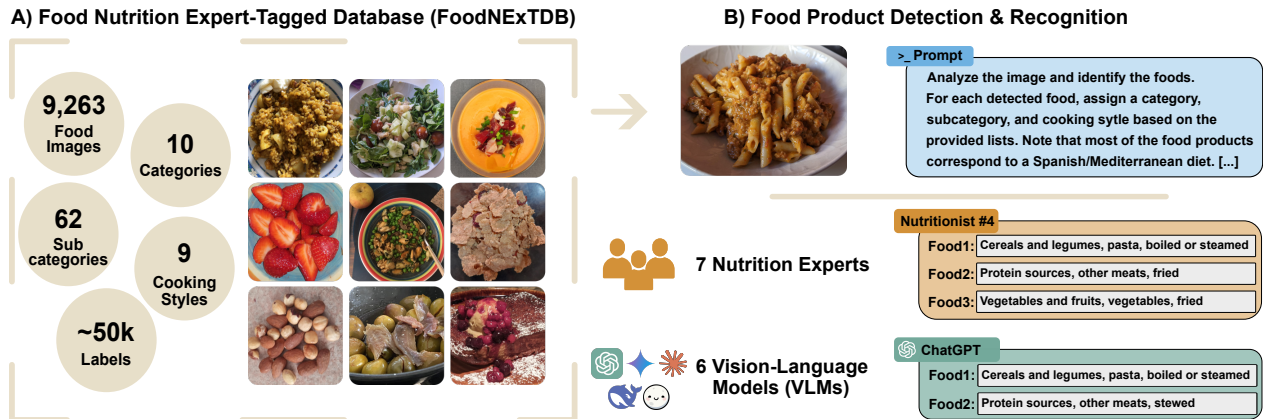 A) Food Nutrition Expert-Tagged Database (FoodNExTDB)
9,263
Food
Images
10
Categories
62
Sub
categories
9
Cooking
Styles
~50k
Labels
B) Food Product Detection & Recognition
>_ Prompt
Analyze the image and identify the foods.
For each detected food, assign a category,
subcategory, and cooking sytle based on the
provided lists. Note that most of the food products
correspond to a Spanish/Mediterranean diet. [...]
7 Nutrition Experts
Nutritionist #4
Food1: Cereals and legumes, pasta, boiled or steamed
Food2: Protein sources, other meats, fried
Food3: Vegetables and fruits, vegetables, fried
6 Vision-Language
Models (VLMs)
ChatGPT
Food1: Cereals and legumes, pasta, boiled or steamed
Food2: Protein sources, other meats, stewed